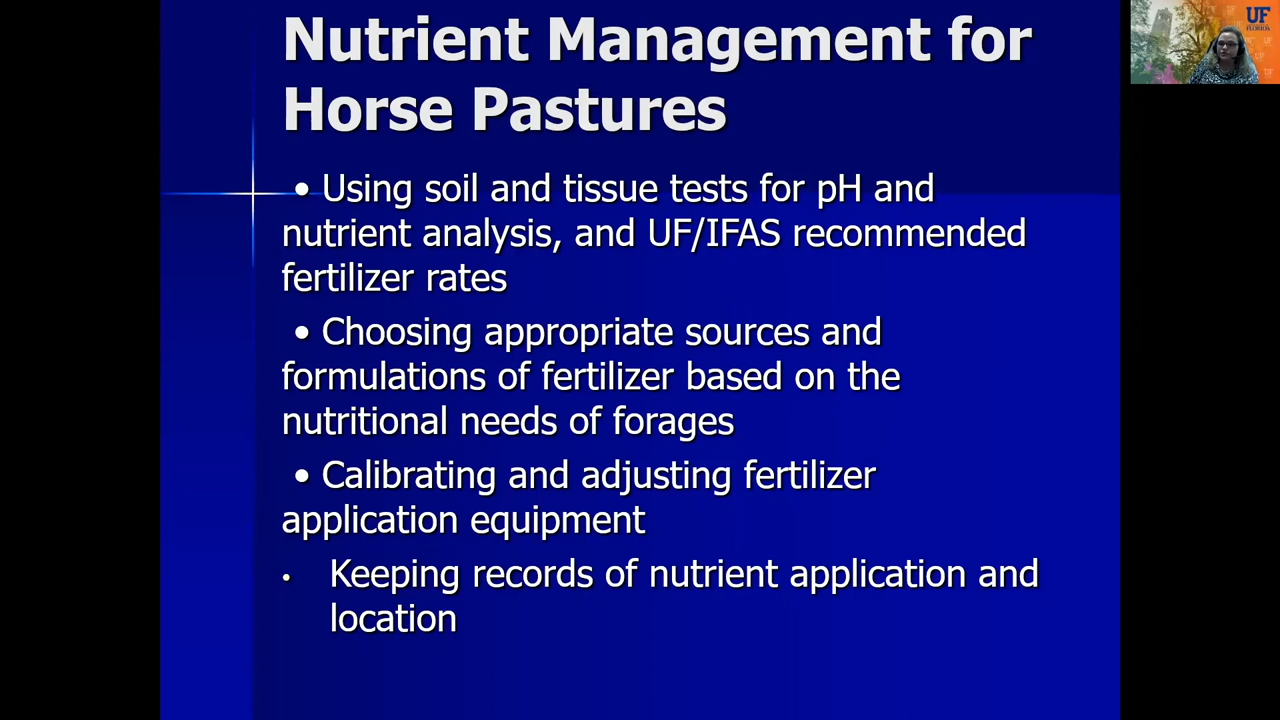 Nutrient Management for
Horse Pastures
• Using soil and tissue tests for pH and
nutrient analysis, and UF/IFAS recommended
fertilizer rates
• Choosing appropriate sources and
formulations of fertilizer based on the
nutritional needs of forages
• Calibrating and adjusting fertilizer
application equipment
• Keeping records of nutrient application and
location
UF
FLORIDA